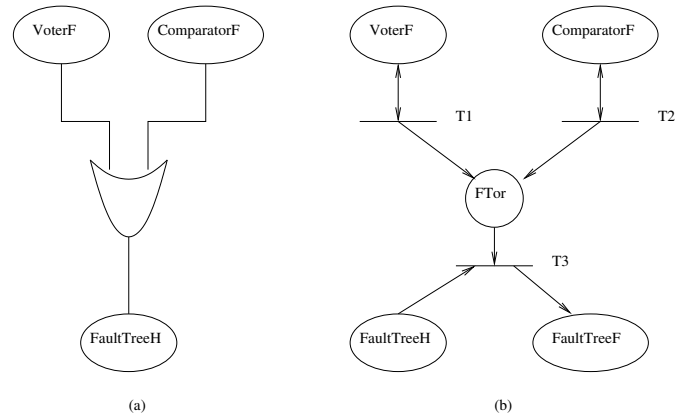 VoterF
ComparatorF
FaultTreeH
(a)
VoterF
ComparatorF
T1
T2
FTor
T3
FaultTreeH
FaultTreeF
(b)